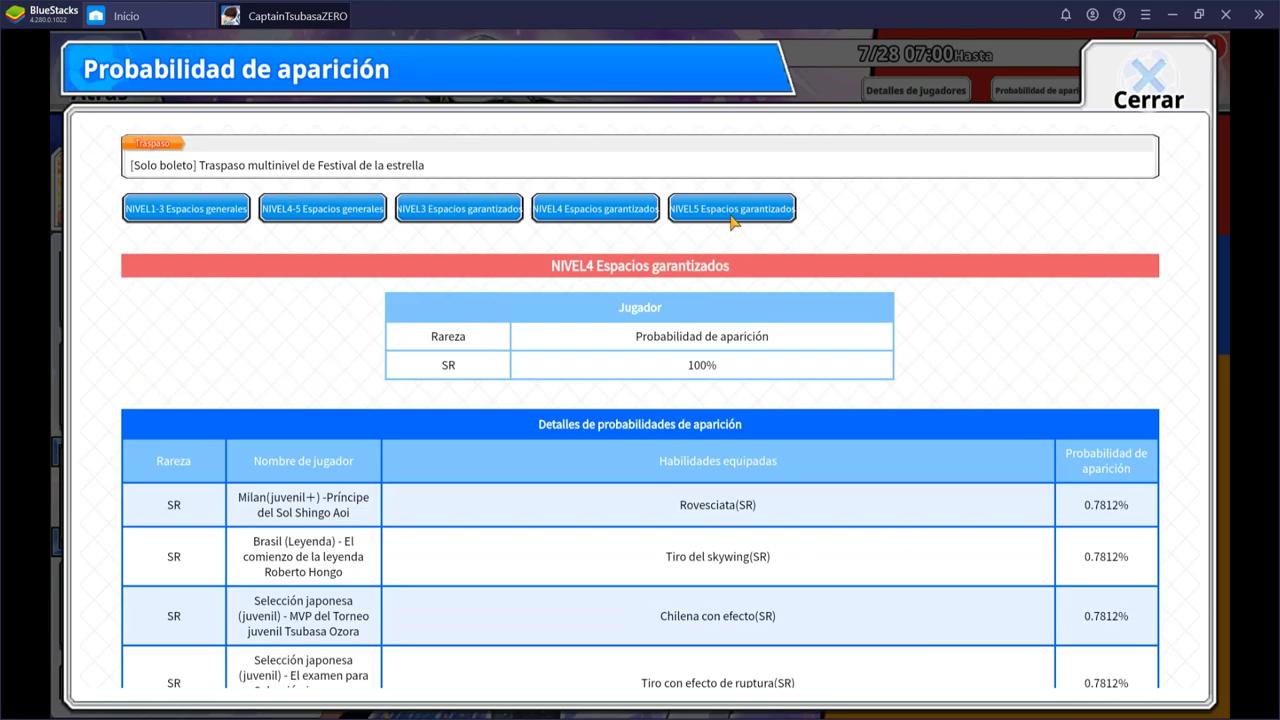 BlueStacks
4.280.0.1022
Inicio
CaptainTsubasaZERO
Probabilidad de aparición
7/28 07:00Hasta
Detalles de jugadores
Probabilidad de apari
Atrás
Cerrar
Traspaso
[Solo boleto] Traspaso multinivel de Festival de la estrella
NIVEL1-3 Espacios generales
NIVEL4-5 Espacios generales
NIVEL3 Espacios garantizados
NIVEL4 Espacios garantizados
NIVEL5 Espacios garantizados
NIVEL4 Espacios garantizados
Jugador
Rareza Probabilidad de aparición
SR 100%
Detalles de probabilidades de aparición
Rareza Nombre de jugador Habilidades equipadas Probabilidad de
aparición
SR Milan(juvenil＋) -Príncipe
del Sol Shingo Aoi
Rovesciata(SR) 0.7812%
SR Brasil (Leyenda) - El
comienzo de la leyenda
Roberto Hongo
Tiro del skywing(SR) 0.7812%
SR Selección japonesa
(juvenil) - MVP del Torneo
juvenil Tsubasa Ozora
Chilena con efecto(SR) 0.7812%
SR Selección japonesa
(juvenil) - El examen para
Tiro con efecto de ruptura(SR) 0.7812%